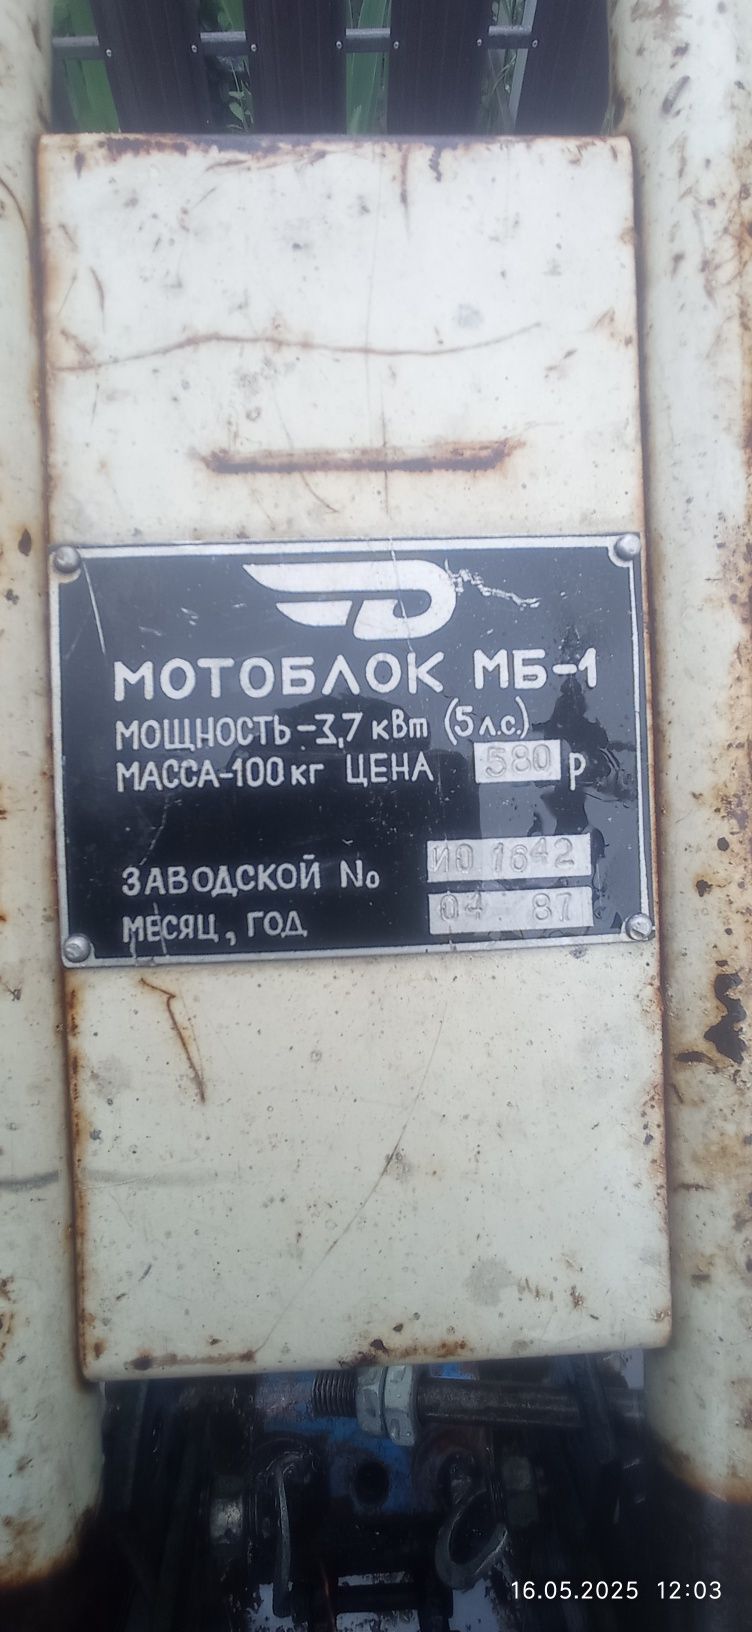 МОТОБЛОК МБ-1
МОЩНОСТЬ-3,7 кВт (5 л.с.)
МАССА-100 кг ЦЕНА 580 р
ЗАВОДСКОЙ No ИО 1642
МЕСЯЦ, ГОД 04 87
16.05.2025 12:03